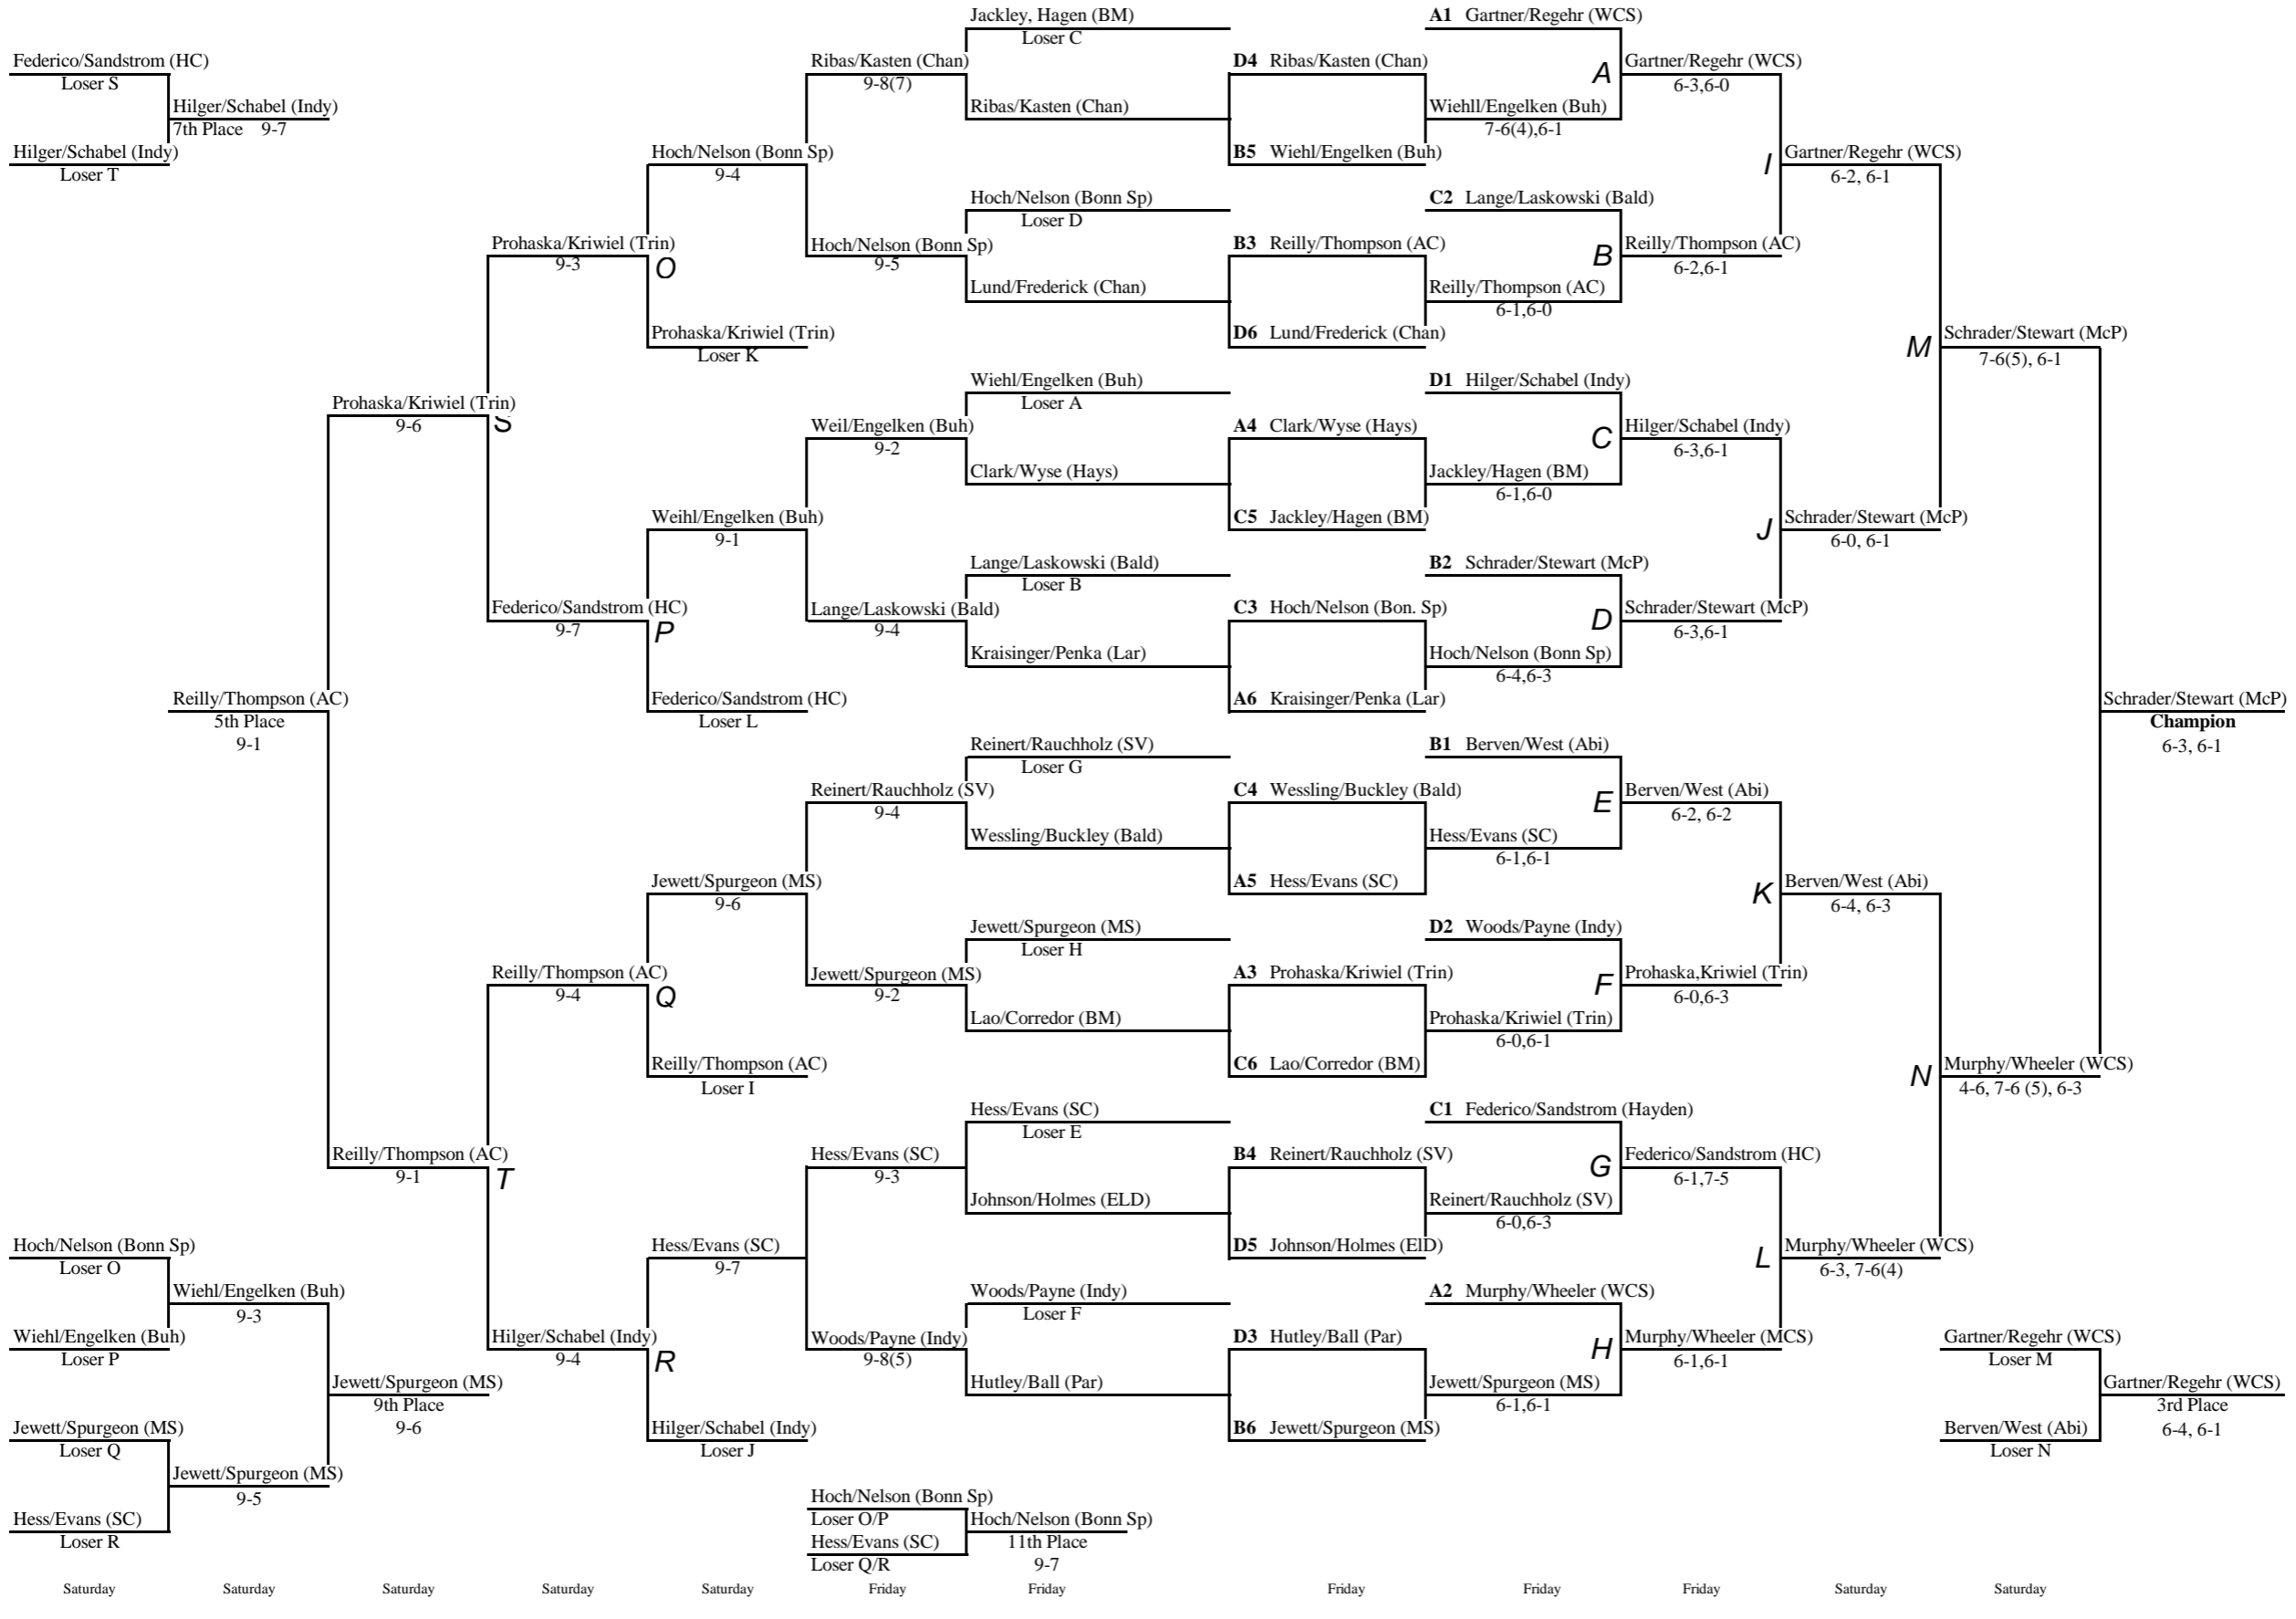 Jackley, Hagen (BM)
Loser C
A1 Gartner/Regehr (WCS)
Federico/Sandstrom (HC)
Loser S
Ribas/Kasten (Chan)
9-8(7)
D4 Ribas/Kasten (Chan)
A
Gartner/Regehr (WCS)
6-3,6-0
Hilger/Schabel (Indy)
7th Place 9-7
Ribas/Kasten (Chan)
Wiehll/Engelken (Buh)
7-6(4),6-1
Hilger/Schabel (Indy)
Loser T
Hoch/Nelson (Bonn Sp)
9-4
B5 Wiehl/Engelken (Buh)
I
Gartner/Regehr (WCS)
6-2, 6-1
Hoch/Nelson (Bonn Sp)
Loser D
C2 Lange/Laskowski (Bald)
Prohaska/Kriwiel (Trin)
9-3
O
Hoch/Nelson (Bonn Sp)
9-5
B3 Reilly/Thompson (AC)
B
Reilly/Thompson (AC)
6-2,6-1
Lund/Frederick (Chan)
Reilly/Thompson (AC)
6-1,6-0
Prohaska/Kriwiel (Trin)
Loser K
D6 Lund/Frederick (Chan)
M
Schrader/Stewart (McP)
7-6(5), 6-1
Wiehl/Engelken (Buh)
Loser A
D1 Hilger/Schabel (Indy)
Prohaska/Kriwiel (Trin)
9-6
S
Weil/Engelken (Buh)
9-2
A4 Clark/Wyse (Hays)
C
Hilger/Schabel (Indy)
6-3,6-1
Clark/Wyse (Hays)
Jackley/Hagen (BM)
6-1,6-0
Weihl/Engelken (Buh)
9-1
C5 Jackley/Hagen (BM)
J
Schrader/Stewart (McP)
6-0, 6-1
Lange/Laskowski (Bald)
Loser B
B2 Schrader/Stewart (McP)
Federico/Sandstrom (HC)
9-7
P
Lange/Laskowski (Bald)
9-4
C3 Hoch/Nelson (Bon. Sp)
D
Schrader/Stewart (McP)
6-3,6-1
Kraisinger/Penka (Lar)
Hoch/Nelson (Bonn Sp)
6-4,6-3
Reilly/Thompson (AC)
5th Place
9-1
Federico/Sandstrom (HC)
Loser L
A6 Kraisinger/Penka (Lar)
Schrader/Stewart (McP)
Champion
6-3, 6-1
Reinert/Rauchholz (SV)
Loser G
B1 Berven/West (Abi)
Reinert/Rauchholz (SV)
9-4
C4 Wessling/Buckley (Bald)
E
Berven/West (Abi)
6-2, 6-2
Wessling/Buckley (Bald)
Hess/Evans (SC)
6-1,6-1
Jewett/Spurgeon (MS)
9-6
A5 Hess/Evans (SC)
K
Berven/West (Abi)
6-4, 6-3
Jewett/Spurgeon (MS)
Loser H
D2 Woods/Payne (Indy)
Reilly/Thompson (AC)
9-4
Q
Jewett/Spurgeon (MS)
9-2
A3 Prohaska/Kriwiel (Trin)
F
Prohaska,Kriwiel (Trin)
6-0,6-3
Lao/Corredor (BM)
Prohaska/Kriwiel (Trin)
6-0,6-1
Reilly/Thompson (AC)
Loser I
C6 Lao/Corredor (BM)
N
Murphy/Wheeler (WCS)
4-6, 7-6 (5), 6-3
Hess/Evans (SC)
Loser E
C1 Federico/Sandstrom (Hayden)
Reilly/Thompson (AC)
9-1
T
Hess/Evans (SC)
9-3
B4 Reinert/Rauchholz (SV)
G
Federico/Sandstrom (HC)
6-1,7-5
Johnson/Holmes (ELD)
Reinert/Rauchholz (SV)
6-0,6-3
Hoch/Nelson (Bonn Sp)
Loser O
Hess/Evans (SC)
9-7
D5 Johnson/Holmes (ElD)
L
Murphy/Wheeler (WCS)
6-3, 7-6(4)
Wiehl/Engelken (Buh)
9-3
Woods/Payne (Indy)
Loser F
A2 Murphy/Wheeler (WCS)
Wiehl/Engelken (Buh)
Loser P
Hilger/Schabel (Indy)
9-4
R
Woods/Payne (Indy)
9-8(5)
D3 Hutley/Ball (Par)
H
Murphy/Wheeler (MCS)
6-1,6-1
Gartner/Regehr (WCS)
Loser M
Jewett/Spurgeon (MS)
9th Place
9-6
Hutley/Ball (Par)
Jewett/Spurgeon (MS)
6-1,6-1
Gartner/Regehr (WCS)
3rd Place
6-4, 6-1
Jewett/Spurgeon (MS)
Loser Q
Hilger/Schabel (Indy)
Loser J
B6 Jewett/Spurgeon (MS)
Berven/West (Abi)
Loser N
Jewett/Spurgeon (MS)
9-5
Hoch/Nelson (Bonn Sp)
Loser O/P
Hess/Evans (SC)
Loser R
Hoch/Nelson (Bonn Sp)
11th Place
9-7
Hess/Evans (SC)
Loser Q/R
Saturday Saturday Saturday Saturday Saturday Friday Friday Friday Friday Friday Saturday Saturday